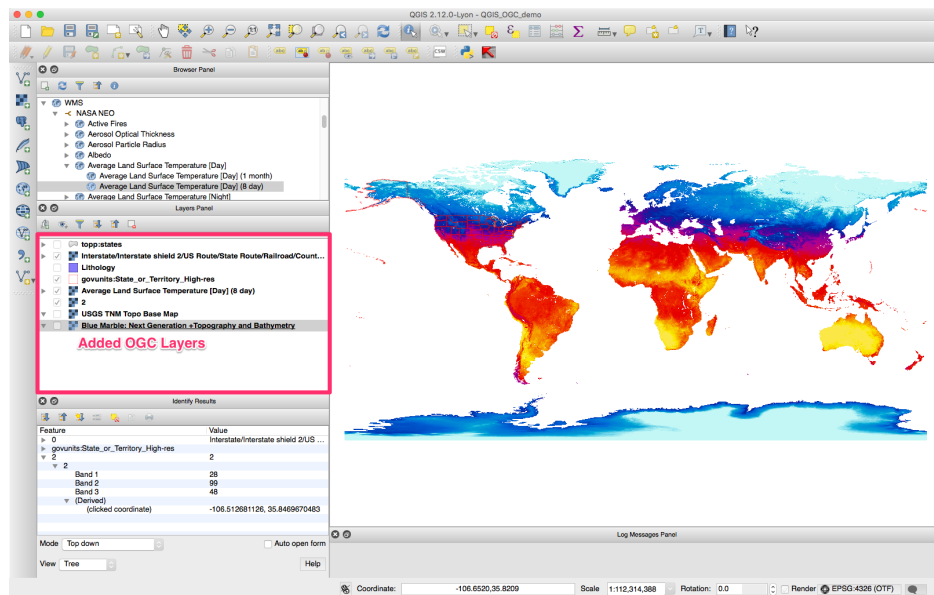 QGIS 2.12.0-Lyon - QGIS_OGC_demo
Browser Panel
WMS
NASA NEO
Active Fires
Aerosol Optical Thickness
Aerosol Particle Radius
Albedo
Average Land Surface Temperature [Day]
Average Land Surface Temperature [Day] (1 month)
Average Land Surface Temperature [Day] (8 day)
Average Land Surface Temperature [Night]
Layers Panel
topp:states
Interstate/Interstate shield 2/US Route/State Route/Railroad/Count...
Lithology
govunits:State_or_Territory_High-res
Average Land Surface Temperature [Day] (8 day)
2
USGS TNM Topo Base Map
Blue Marble: Next Generation +Topography and Bathymetry
Added OGC Layers
Identify Results
Feature Value
0 Interstate/Interstate shield 2/US ...
govunits:State_or_Territory_High-res
2 2
2
Band 1 28
Band 2 99
Band 3 48
(Derived)
(clicked coordinate) -106.512681126, 35.8469670483
Mode Top down Auto open form
View Tree Help
Log Messages Panel
Coordinate: -106.6520,35.8209 Scale 1:112,314,388 Rotation: 0.0 Render EPSG:4326 (OTF)